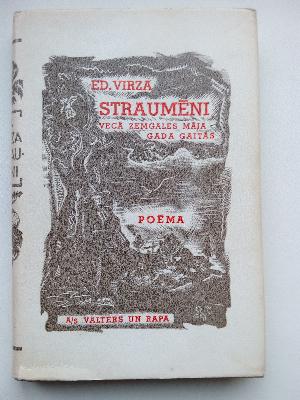 ED. VIRZA
STRAUMĒNI
VECĀ ZEMGALES MĀJA
GADA GAITĀS
POĒMA
A/S VALTERS UN RAPA